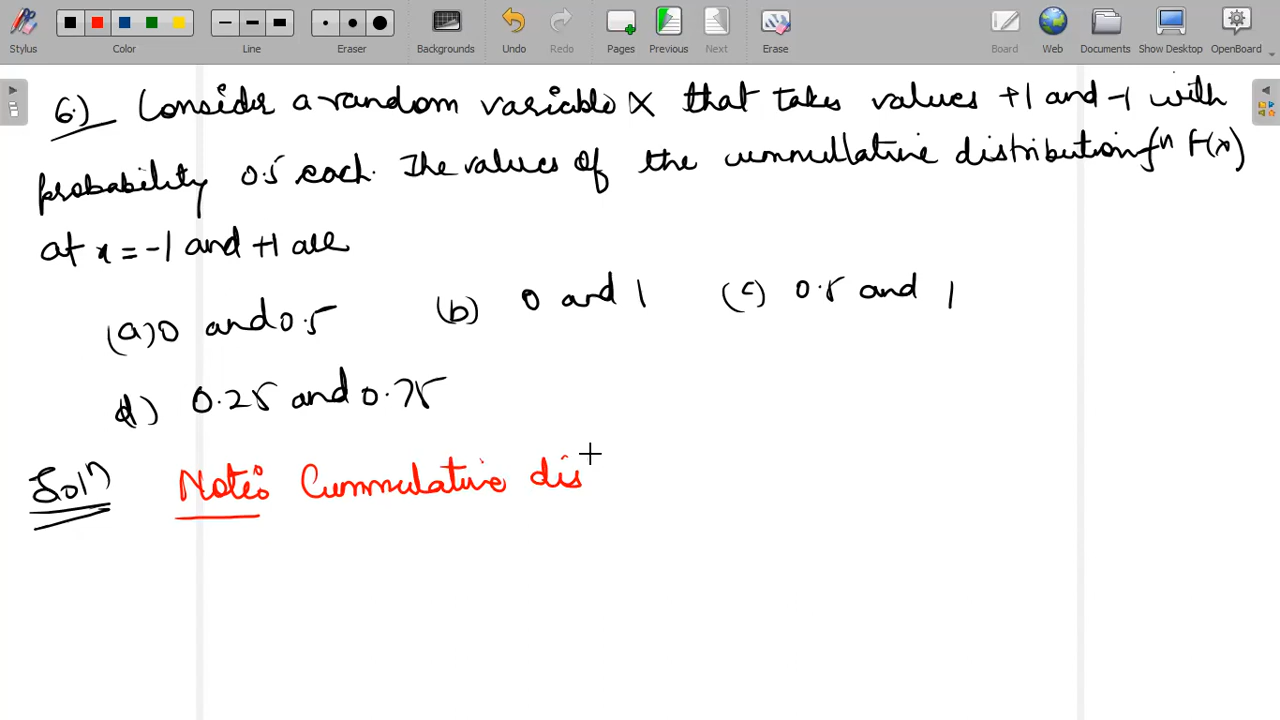 Stylus
Color
Line
Eraser
Backgrounds
Undo
Redo
Pages
Previous
Next
Erase
Board
Web
Documents
Show Desktop
OpenBoard
6.) Consider a random variable X that takes values +1 and -1 with
probability 0.5 each. The values of the cummullative distribution fⁿ F(x)
at x = -1 and +1 are
(a) 0 and 0.5 (b) 0 and 1 (c) 0.5 and 1
d) 0.25 and 0.75
Solⁿ Note: Cummulative dis